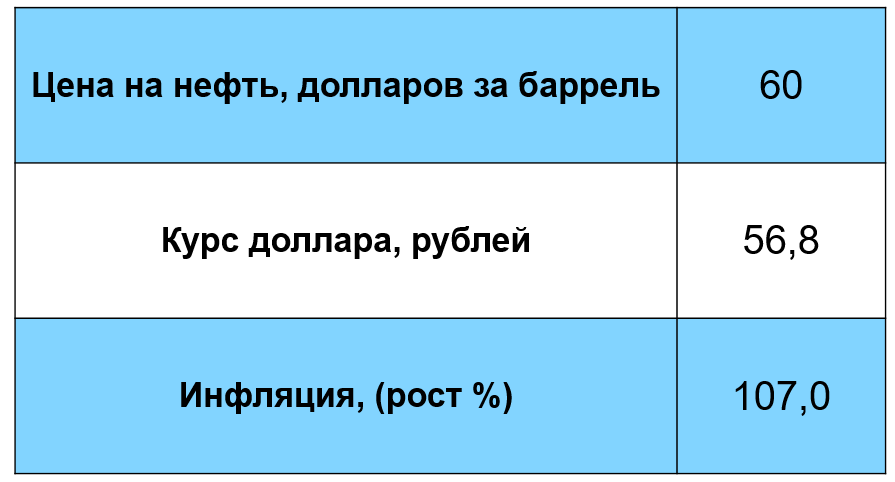 Цена на нефть, долларов за баррель 60
Курс доллара, рублей 56,8
Инфляция, (рост %) 107,0